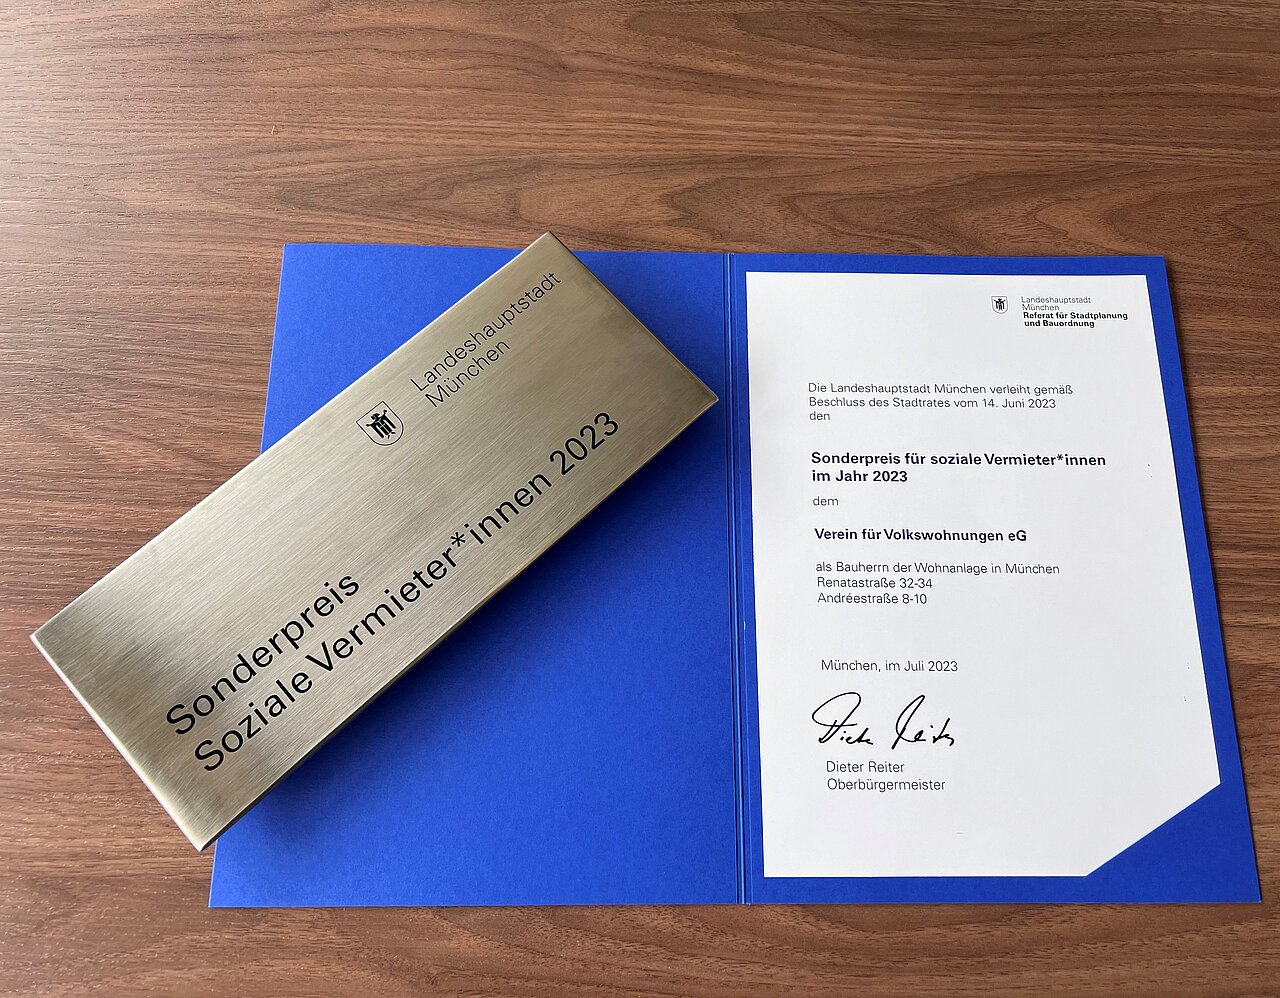 Landeshauptstadt
München
Sonderpreis
Soziale Vermieter*innen 2023
Landeshauptstadt
München
Referat für Stadtplanung
und Bauordnung
Die Landeshauptstadt München verleiht gemäß
Beschluss des Stadtrates vom 14. Juni 2023
den
Sonderpreis für soziale Vermieter*innen
im Jahr 2023
dem
Verein für Volkswohnungen eG
als Bauherrn der Wohnanlage in München
Renatastraße 32-34
Andréestraße 8-10
München, im Juli 2023
Dieter Reiter
Dieter Reiter
Oberbürgermeister